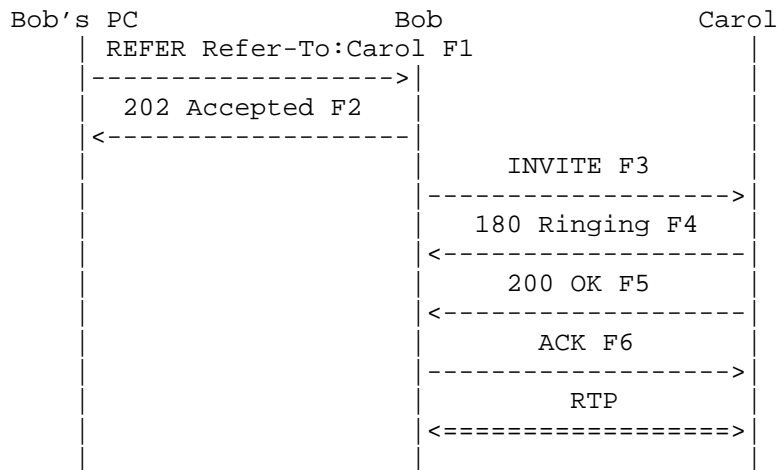 Bob's PC Bob Carol
REFER Refer-To:Carol F1
202 Accepted F2
INVITE F3
180 Ringing F4
200 OK F5
ACK F6
RTP